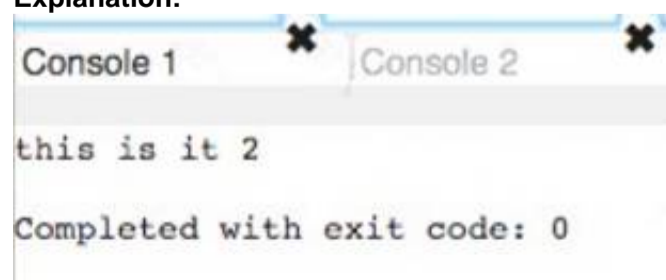 Explanation:
Console 1 Console 2
this is it 2
Completed with exit code: 0